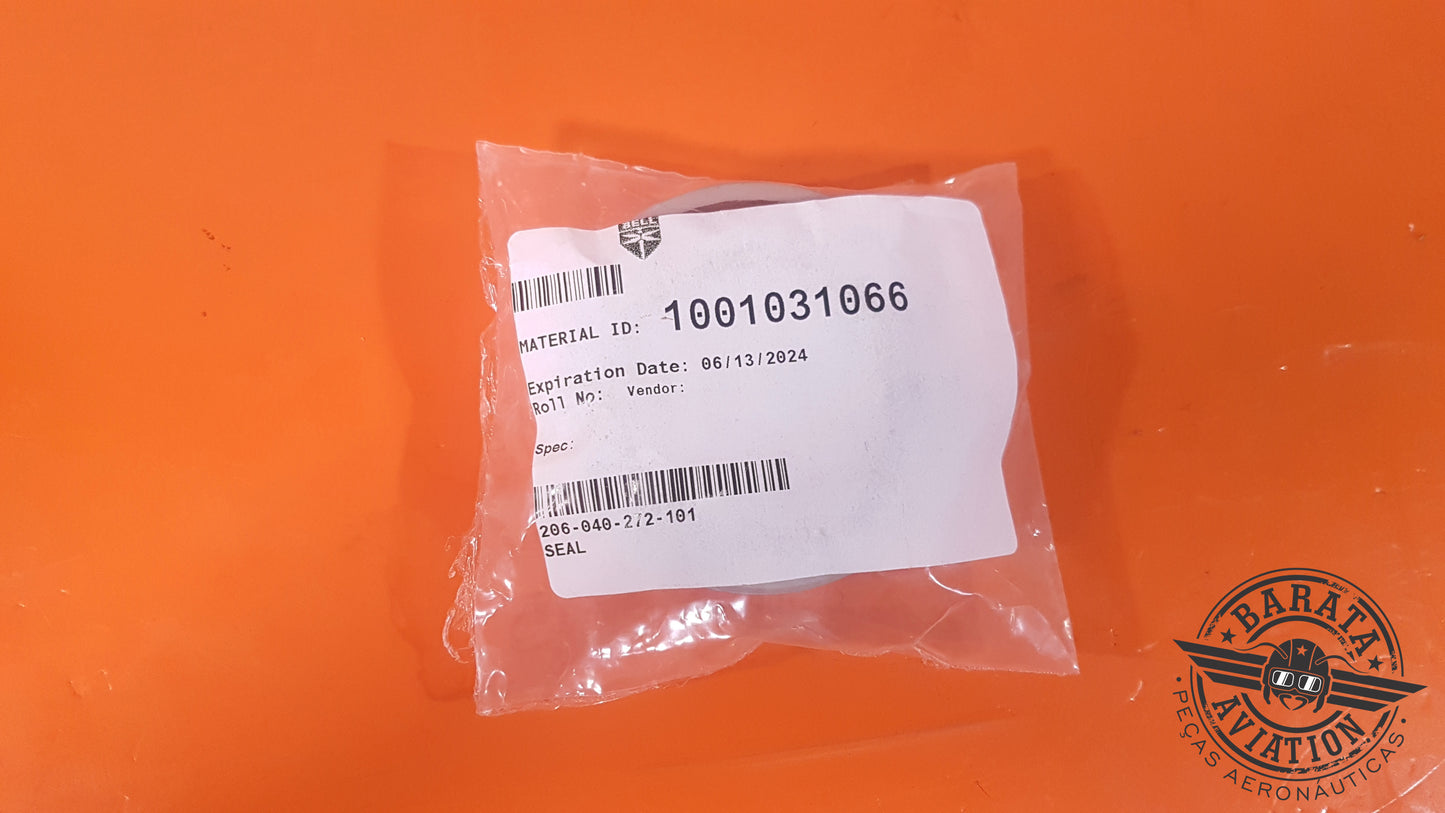 BELL
MATERIAL ID: 1001031066
Expiration Date: 06/13/2024
Roll No: Vendor:
Spec:
206-040-272-101
SEAL
BARATA
AVIATION
PEÇAS AERONÁUTICAS